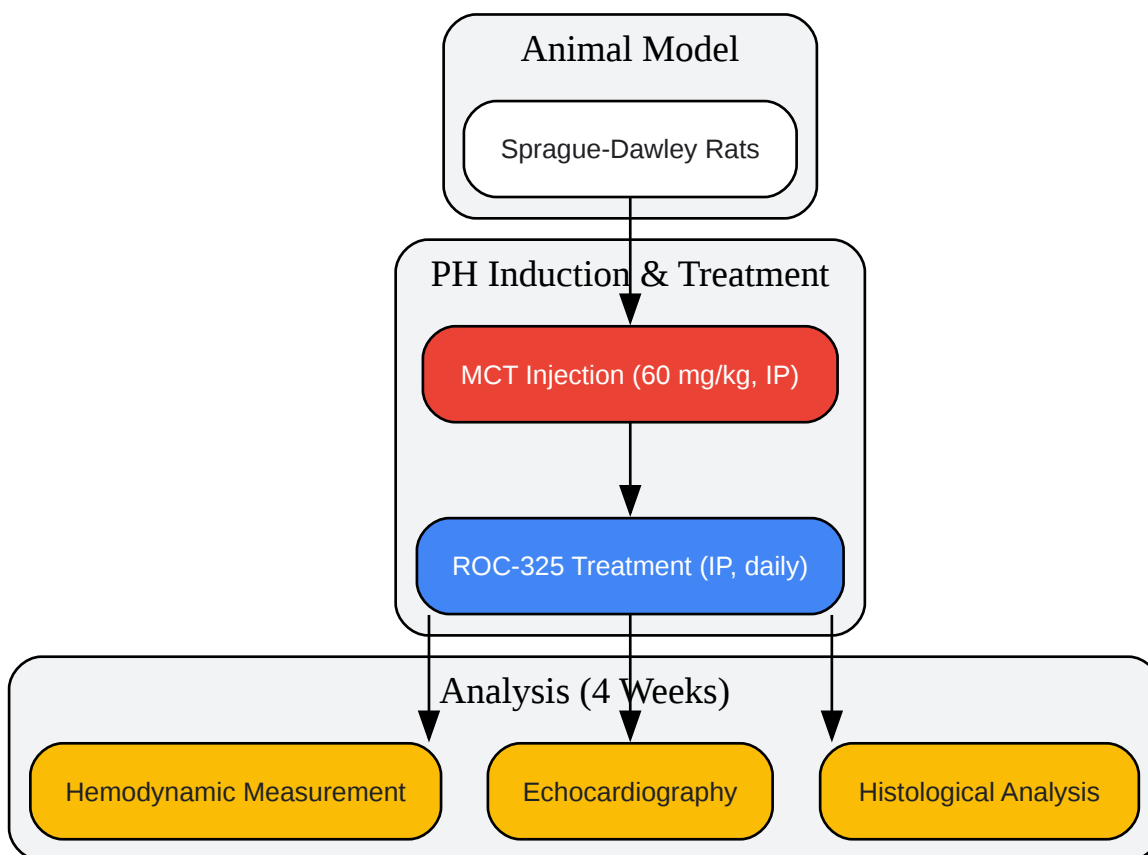 Animal Model
Sprague-Dawley Rats
PH Induction & Treatment
MCT Injection (60 mg/kg, IP)
ROC-325 Treatment (IP, daily)
Analysis (4 Weeks)
Hemodynamic Measurement
Echocardiography
Histological Analysis